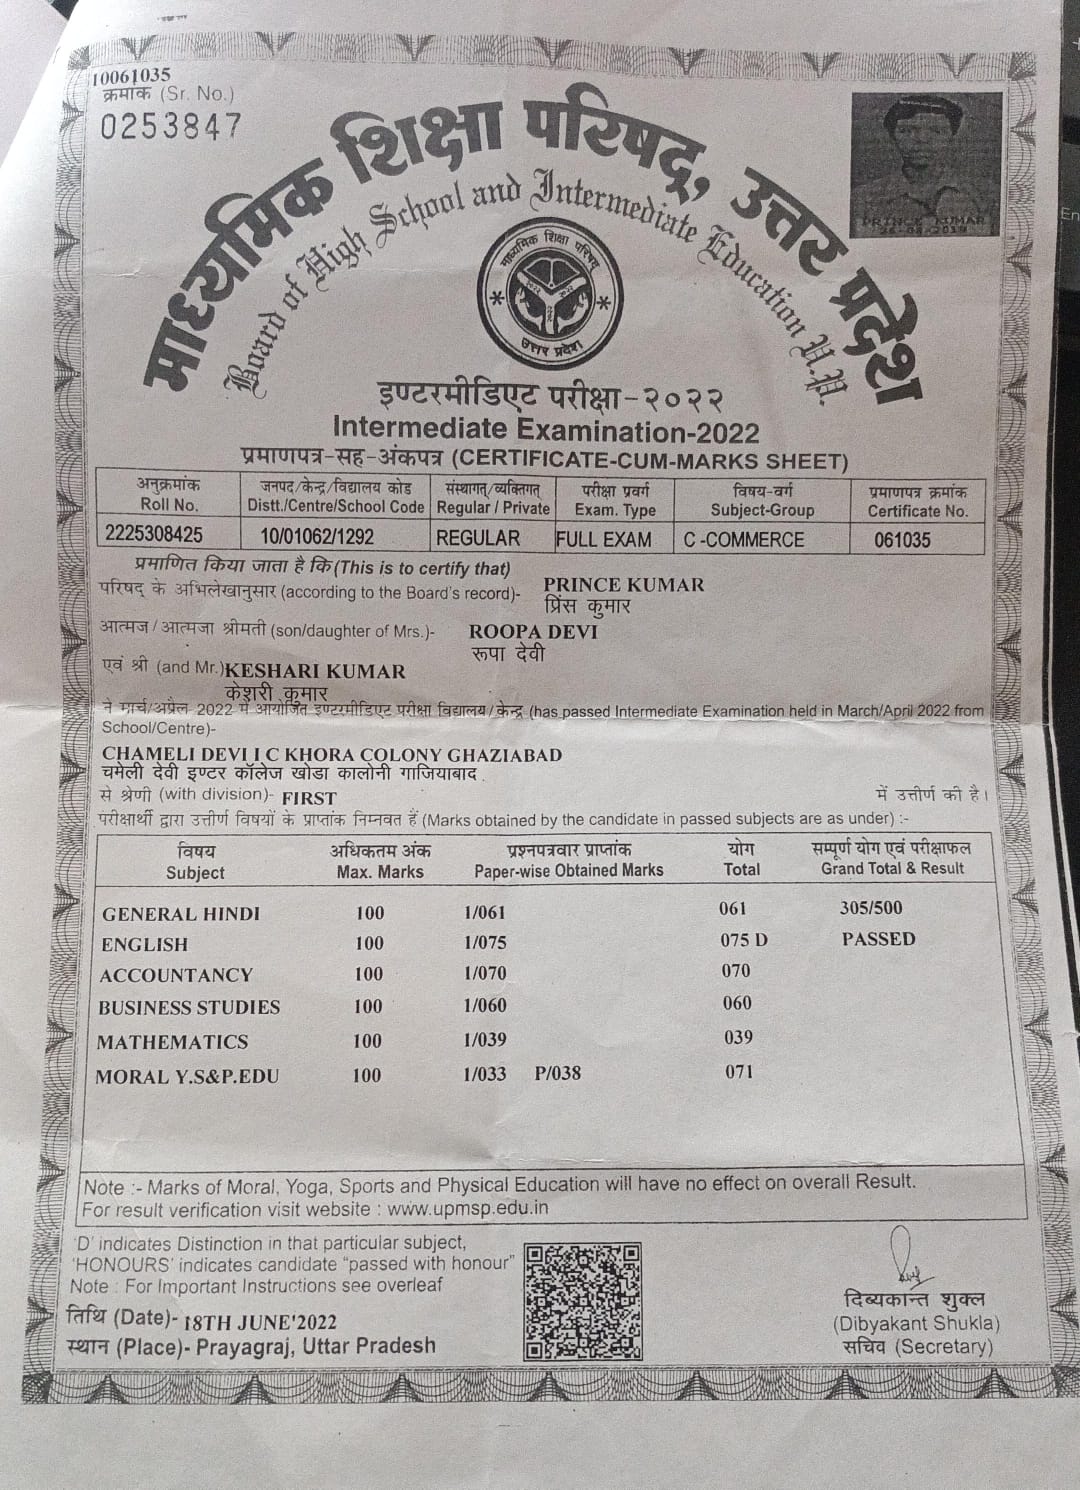 10061035
क्रमांक (Sr. No.)
0253847
माध्यमिक शिक्षा परिषद्, उत्तर प्रदेश
Board of High School and Intermediate Education U.P.
PRINCE KUMAR
माध्यमिक शिक्षा परिषद्
उत्तर प्रदेश
इण्टरमीडिएट परीक्षा-२०२२
Intermediate Examination-2022
प्रमाणपत्र-सह-अंकपत्र (CERTIFICATE-CUM-MARKS SHEET)
अनुक्रमांक जनपद/केन्द्र/विद्यालय कोड संस्थागत्/व्यक्तिगत् परीक्षा प्रवर्ग विषय-वर्ग प्रमाणपत्र क्रमांक
Roll No. Distt./Centre/School Code Regular / Private Exam. Type Subject-Group Certificate No.
2225308425 10/01062/1292 REGULAR FULL EXAM C -COMMERCE 061035
प्रमाणित किया जाता है कि (This is to certify that)
परिषद् के अभिलेखानुसार (according to the Board's record)- PRINCE KUMAR
प्रिंस कुमार
आत्मज/आत्मजा श्रीमती (son/daughter of Mrs.)- ROOPA DEVI
रूपा देवी
एवं श्री (and Mr.) KESHARI KUMAR
केशरी कुमार
ने मार्च/अप्रैल 2022 में आयोजित इण्टरमीडिएट परीक्षा विद्यालय/केन्द्र (has passed Intermediate Examination held in March/April 2022 from
School/Centre)-
CHAMELI DEVI I C KHORA COLONY GHAZIABAD
चमेली देवी इण्टर कॉलेज खोडा कालोनी गाजियाबाद
से श्रेणी (with division)- FIRST में उत्तीर्ण की है।
परीक्षार्थी द्वारा उत्तीर्ण विषयों के प्राप्तांक निम्नवत हैं (Marks obtained by the candidate in passed subjects are as under) :-
विषय अधिकतम अंक प्रश्नपत्रवार प्राप्तांक योग सम्पूर्ण योग एवं परीक्षाफल
Subject Max. Marks Paper-wise Obtained Marks Total Grand Total & Result
GENERAL HINDI 100 1/061 061 305/500
ENGLISH 100 1/075 075 D PASSED
ACCOUNTANCY 100 1/070 070
BUSINESS STUDIES 100 1/060 060
MATHEMATICS 100 1/039 039
MORAL Y.S&P.EDU 100 1/033 P/038 071
Note :- Marks of Moral, Yoga, Sports and Physical Education will have no effect on overall Result.
For result verification visit website : www.upmsp.edu.in
'D' indicates Distinction in that particular subject,
'HONOURS' indicates candidate "passed with honour"
Note : For Important Instructions see overleaf
तिथि (Date)- 18TH JUNE'2022
स्थान (Place)- Prayagraj, Uttar Pradesh
दिब्यकान्त शुक्ल
(Dibyakant Shukla)
सचिव (Secretary)